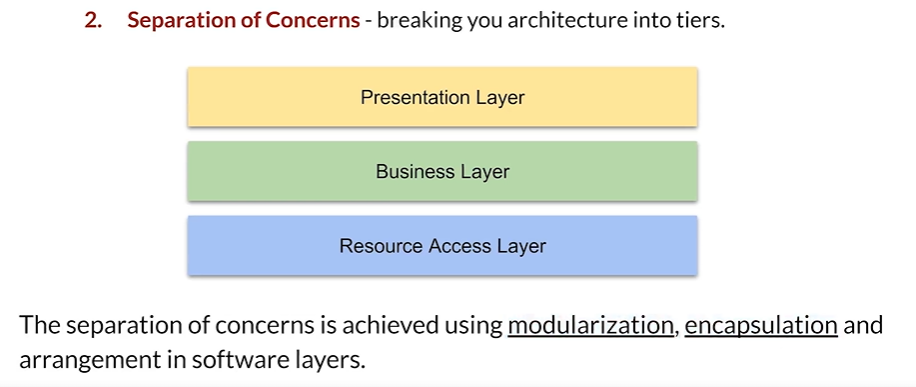 2. Separation of Concerns - breaking you architecture into tiers.
Presentation Layer
Business Layer
Resource Access Layer
The separation of concerns is achieved using modularization, encapsulation and
arrangement in software layers.